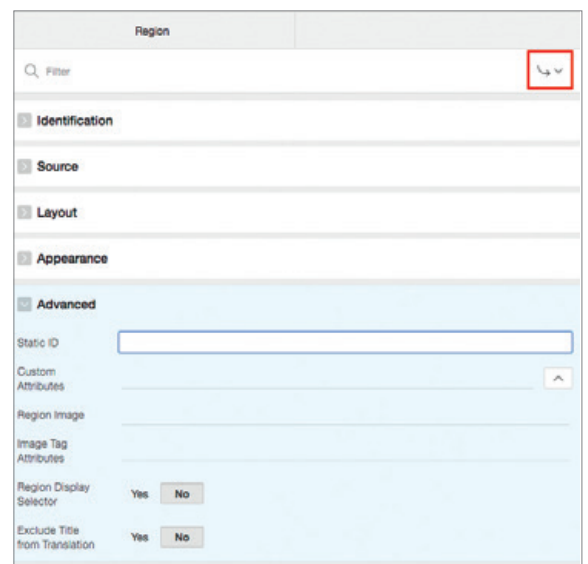 Region
Filter
Identification
Source
Layout
Appearance
Advanced
Static ID
Custom
Attributes
Region Image
Image Tag
Attributes
Region Display
Selector
Yes No
Exclude Title
from Translation
Yes No